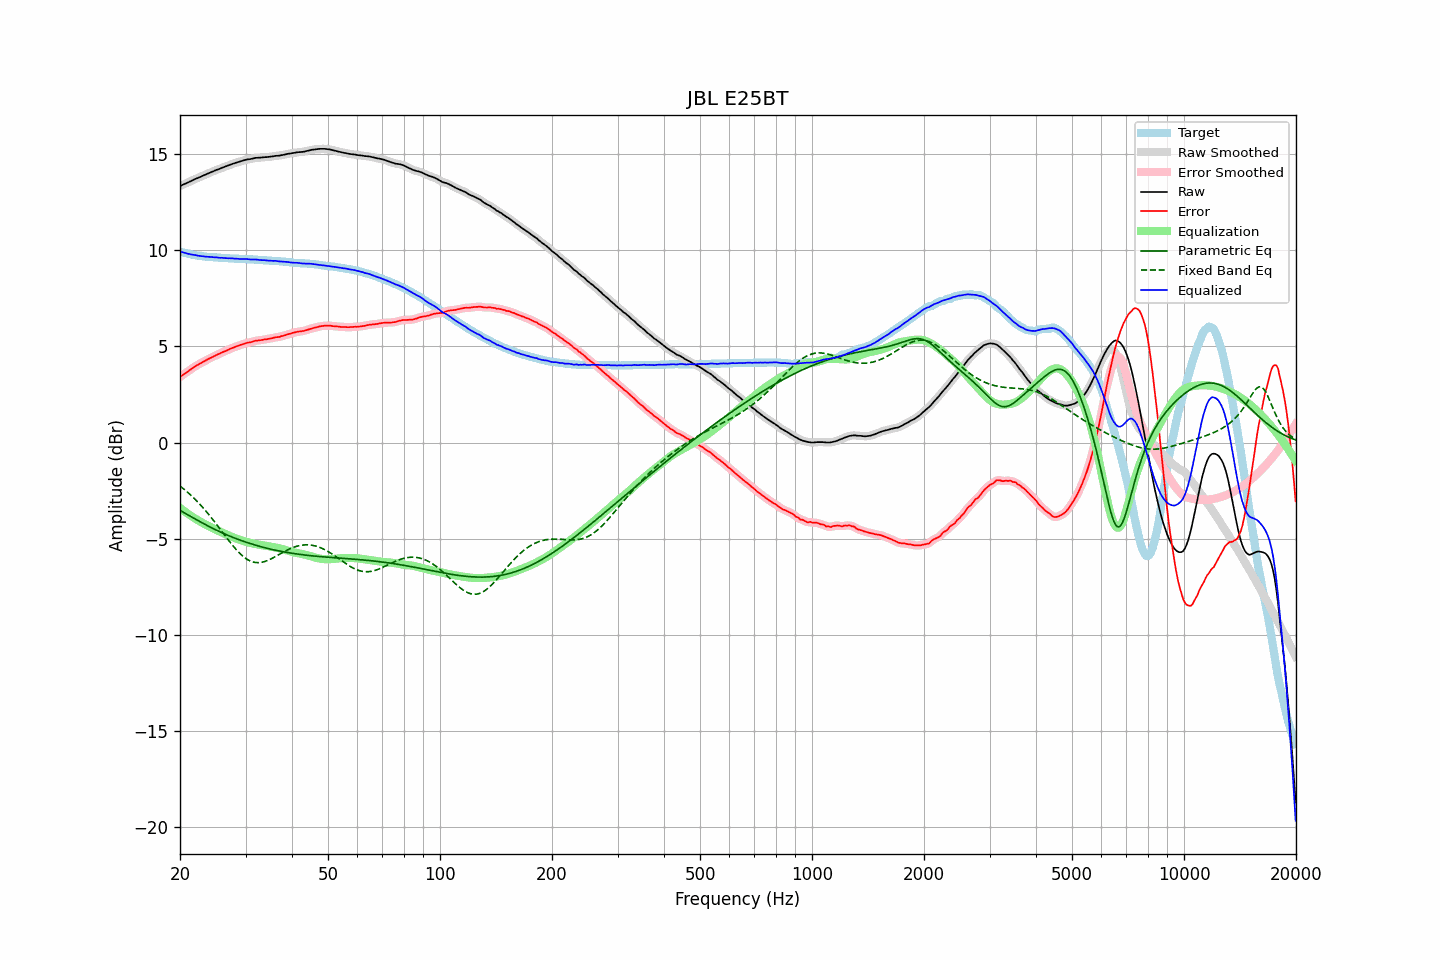 JBL E25BT
Amplitude (dBr)
15
10
5
0
−5
−10
−15
−20
Target
Raw Smoothed
Error Smoothed
Raw
Error
Equalization
Parametric Eq
Fixed Band Eq
Equalized
20
50
100
200
500
1000
2000
5000
10000
20000
Frequency (Hz)